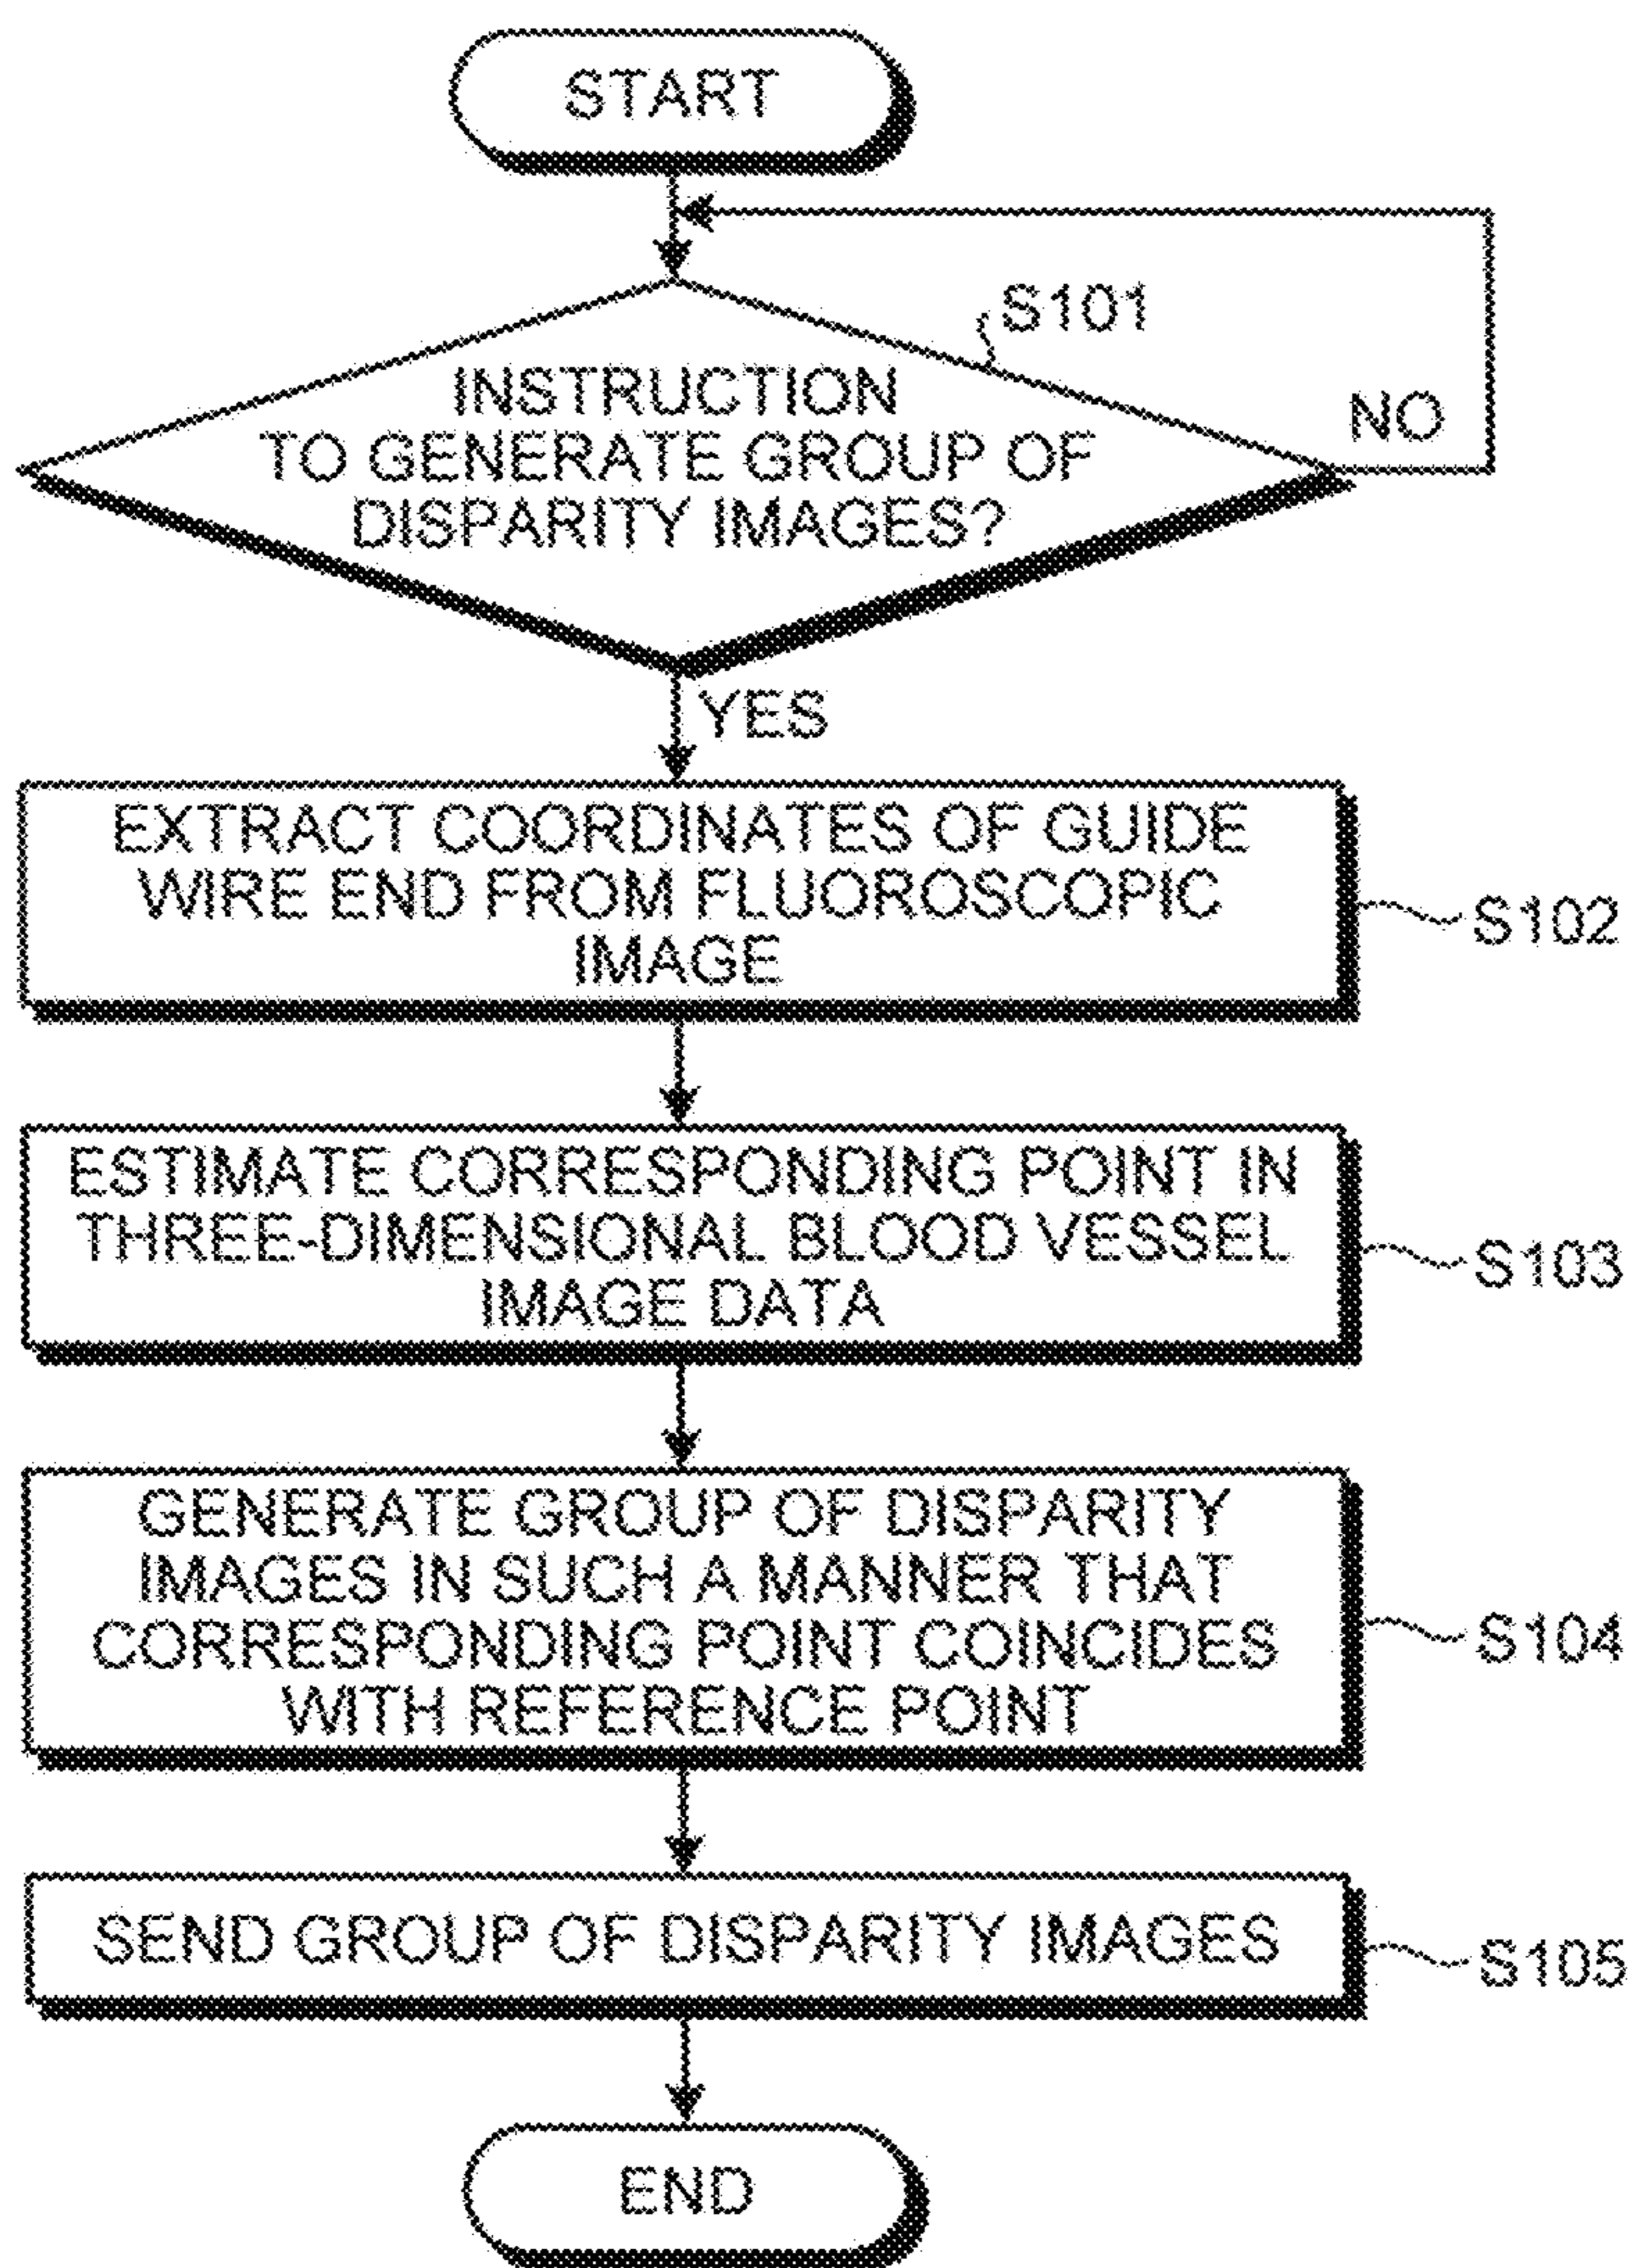 START
S101
INSTRUCTION
TO GENERATE GROUP OF
DISPARITY IMAGES?
NO
YES
EXTRACT COORDINATES OF GUIDE
WIRE END FROM FLUOROSCOPIC
IMAGE
S102
ESTIMATE CORRESPONDING POINT IN
THREE-DIMENSIONAL BLOOD VESSEL
IMAGE DATA
S103
GENERATE GROUP OF DISPARITY
IMAGES IN SUCH A MANNER THAT
CORRESPONDING POINT COINCIDES
WITH REFERENCE POINT
S104
SEND GROUP OF DISPARITY IMAGES
S105
END